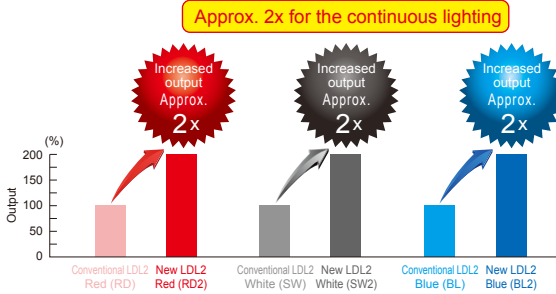 Approx. 2x for the continuous lighting
Increased
output
Approx.
2x
Increased
output
Approx.
2x
Increased
output
Approx.
2x
(%)
200
150
100
50
0
Output
Conventional LDL2
Red (RD)
New LDL2
Red (RD2)
Conventional LDL2
White (SW)
New LDL2
White (SW2)
Conventional LDL2
Blue (BL)
New LDL2
Blue (BL2)